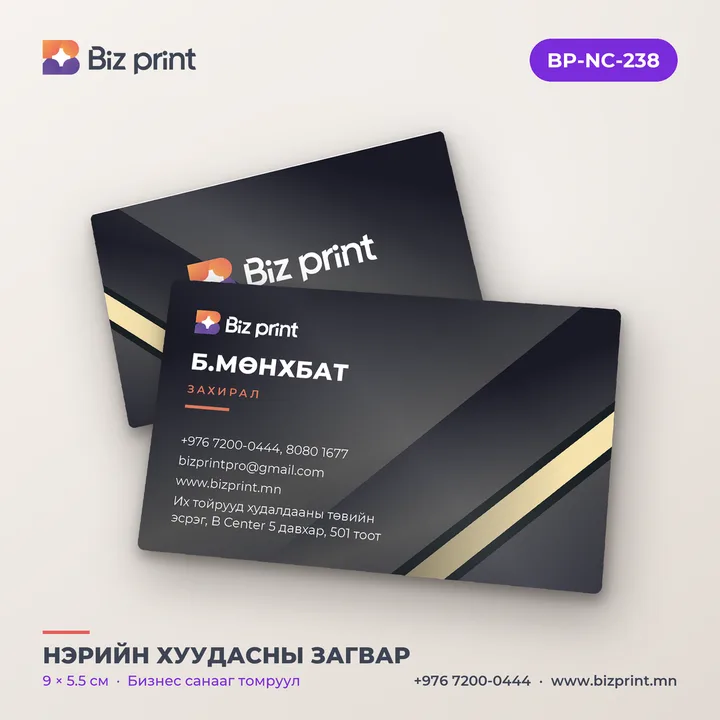 Biz print
BP-NC-238
Biz print
Biz print
Б.МӨНХБАТ
ЗАХИРАЛ
+976 7200-0444, 8080 1677
bizprintpro@gmail.com
www.bizprint.mn
Их тойрууд худалдааны төвийн
эсрэг, B Center 5 давхар, 501 тоот
НЭРИЙН ХУУДАСНЫ ЗАГВАР
9 × 5.5 см · Бизнес санааг томруул
+976 7200-0444 · www.bizprint.mn